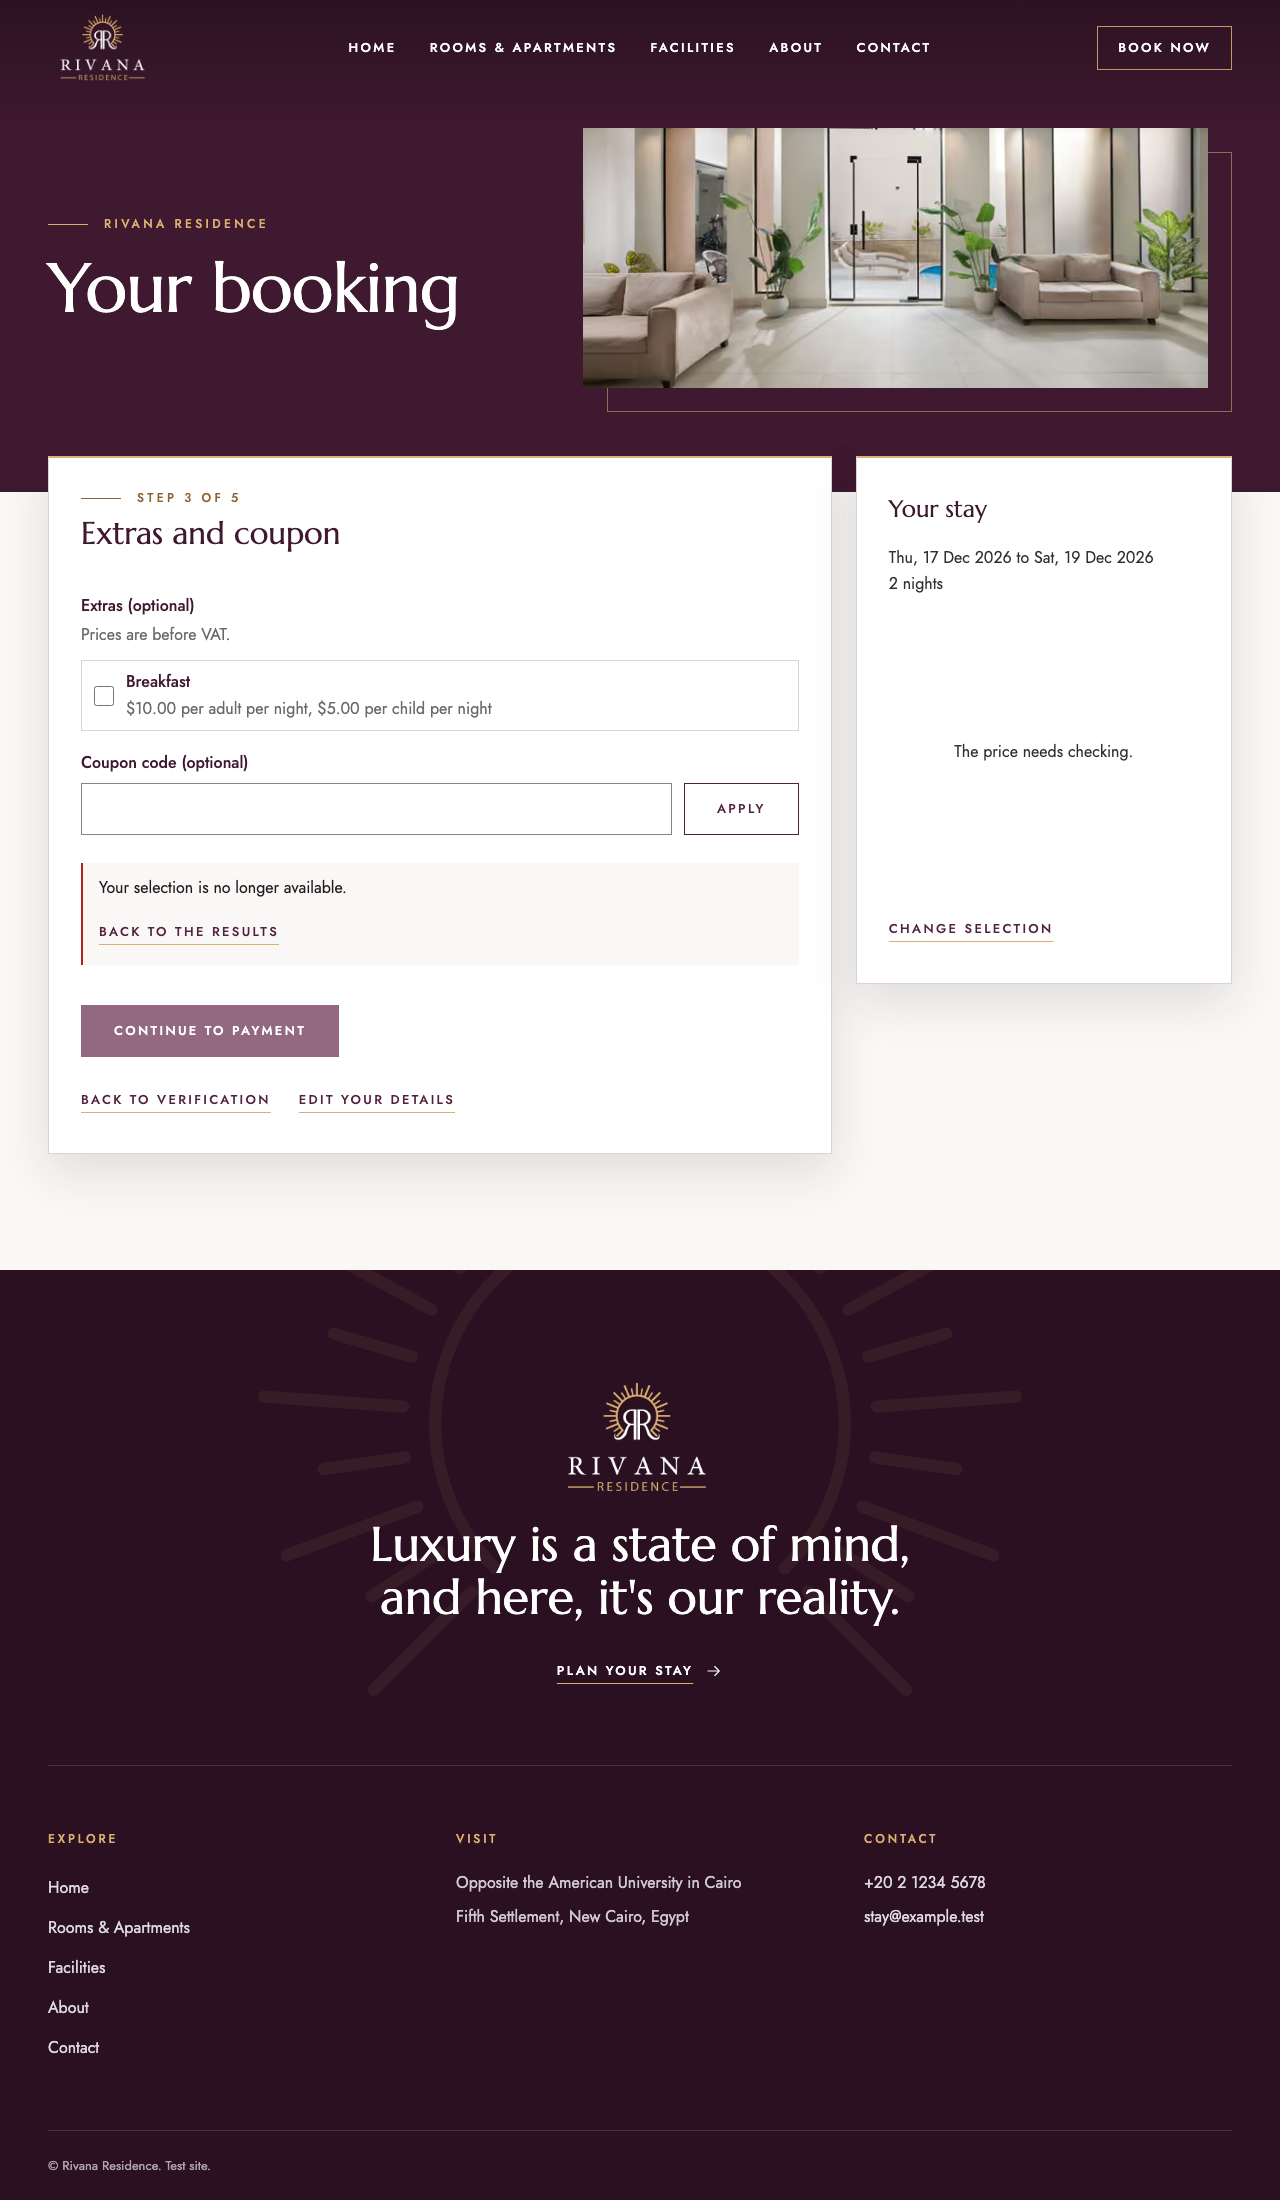 RIVANA
RESIDENCE
HOME
ROOMS & APARTMENTS
FACILITIES
ABOUT
CONTACT
BOOK NOW
RIVANA RESIDENCE
Your booking
STEP 3 OF 5
Extras and coupon
Extras (optional)
Prices are before VAT.
Breakfast
$10.00 per adult per night, $5.00 per child per night
Coupon code (optional)
APPLY
Your selection is no longer available.
BACK TO THE RESULTS
CONTINUE TO PAYMENT
BACK TO VERIFICATION
EDIT YOUR DETAILS
Your stay
Thu, 17 Dec 2026 to Sat, 19 Dec 2026
2 nights
The price needs checking.
CHANGE SELECTION
RIVANA
RESIDENCE
Luxury is a state of mind,
and here, it's our reality.
PLAN YOUR STAY
EXPLORE
Home
Rooms & Apartments
Facilities
About
Contact
VISIT
Opposite the American University in Cairo
Fifth Settlement, New Cairo, Egypt
CONTACT
+20 2 1234 5678
stay@example.test
© Rivana Residence. Test site.